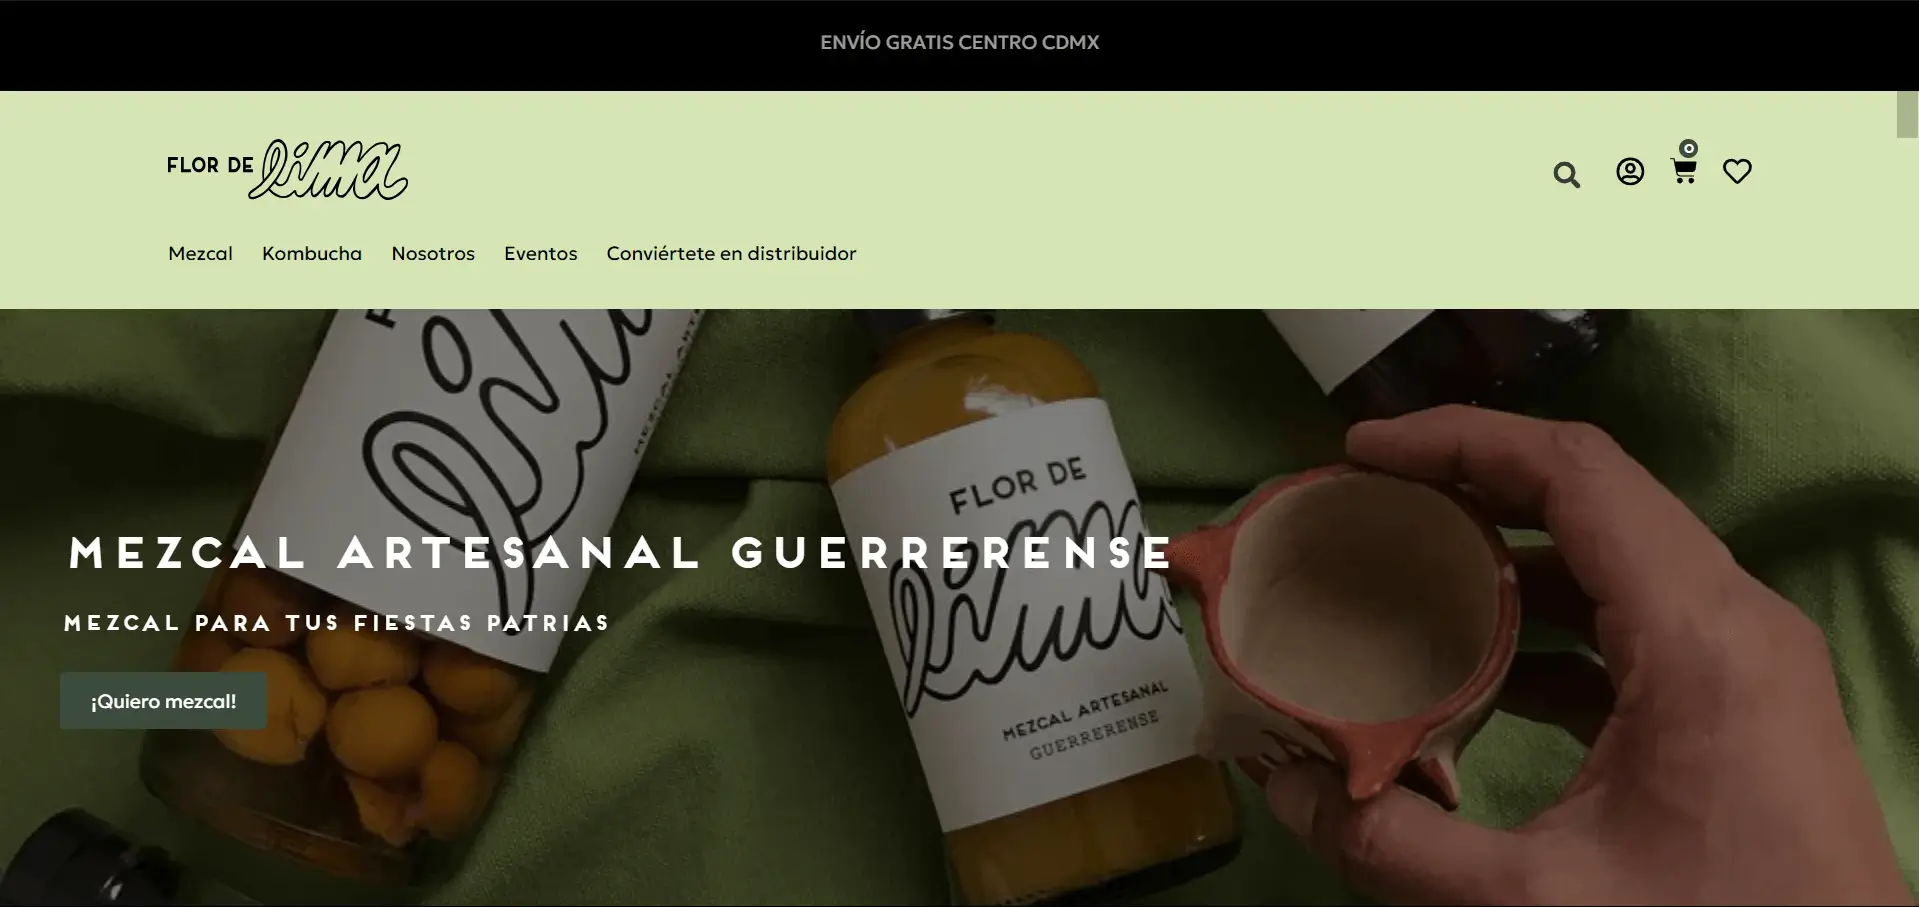 ENVÍO GRATIS CENTRO CDMX
FLOR DE lima
0
Mezcal Kombucha Nosotros Eventos Conviértete en distribuidor
FLOR DE
lima
MEZCAL ARTESANAL
GUERRERENSE
MEZCAL ARTESANAL GUERRERENSE
MEZCAL PARA TUS FIESTAS PATRIAS
¡Quiero mezcal!